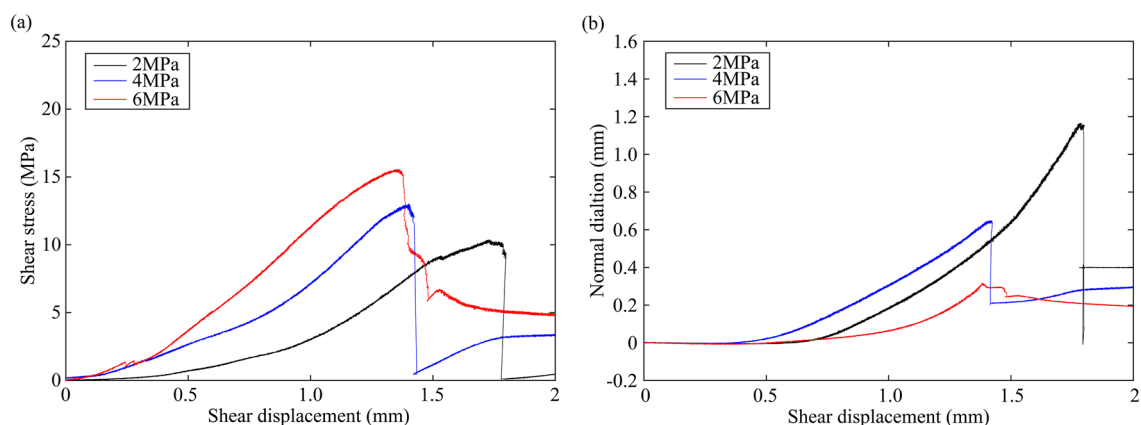 (a)
25
20
15
10
5
0
0
0.5
1.0
1.5
2
Shear stress (MPa)
Shear displacement (mm)
2MPa
4MPa
6MPa
(b)
1.6
1.4
1.2
1.0
0.8
0.6
0.4
0.2
0
-0.2
0
0.5
1.0
1.5
2
Normal dialtion (mm)
Shear displacement (mm)
2MPa
4MPa
6MPa